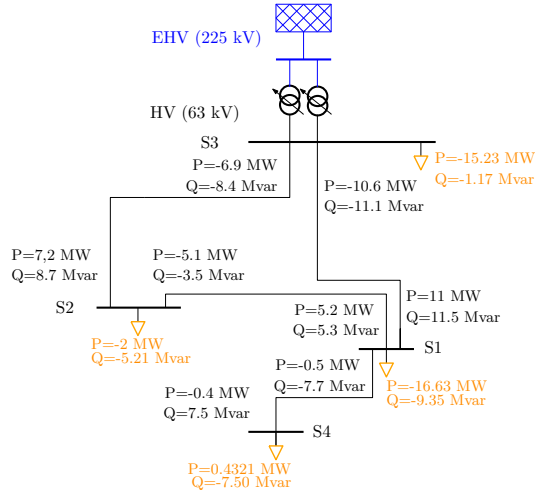 EHV (225 kV)
HV (63 kV)
S3
P=-15.23 MW
Q=-1.17 Mvar
P=-6.9 MW
Q=-8.4 Mvar
P=-10.6 MW
Q=-11.1 Mvar
P=7,2 MW
Q=8.7 Mvar
P=-5.1 MW
Q=-3.5 Mvar
S2
P=5.2 MW
Q=5.3 Mvar
P=11 MW
Q=11.5 Mvar
P=-2 MW
Q=-5.21 Mvar
S1
P=-0.5 MW
Q=-7.7 Mvar
P=-16.63 MW
Q=-9.35 Mvar
P=-0.4 MW
Q=7.5 Mvar
S4
P=0.4321 MW
Q=-7.50 Mvar